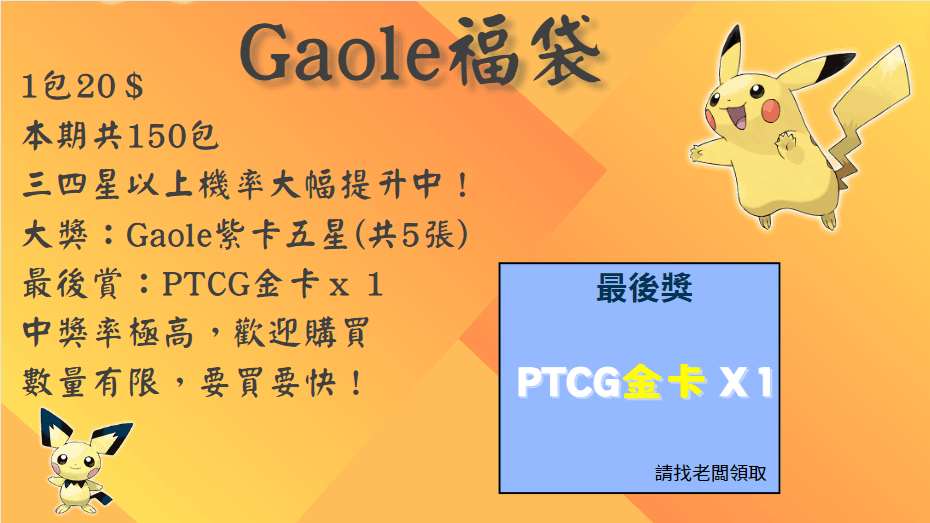 Gaole福袋
1包20＄
本期共150包
三四星以上機率大幅提升中！
大獎：Gaole紫卡五星(共5張)
最後賞：PTCG金卡ｘ 1
中獎率極高，歡迎購買
數量有限，要買要快！
最後獎
PTCG金卡 X 1
請找老闆領取